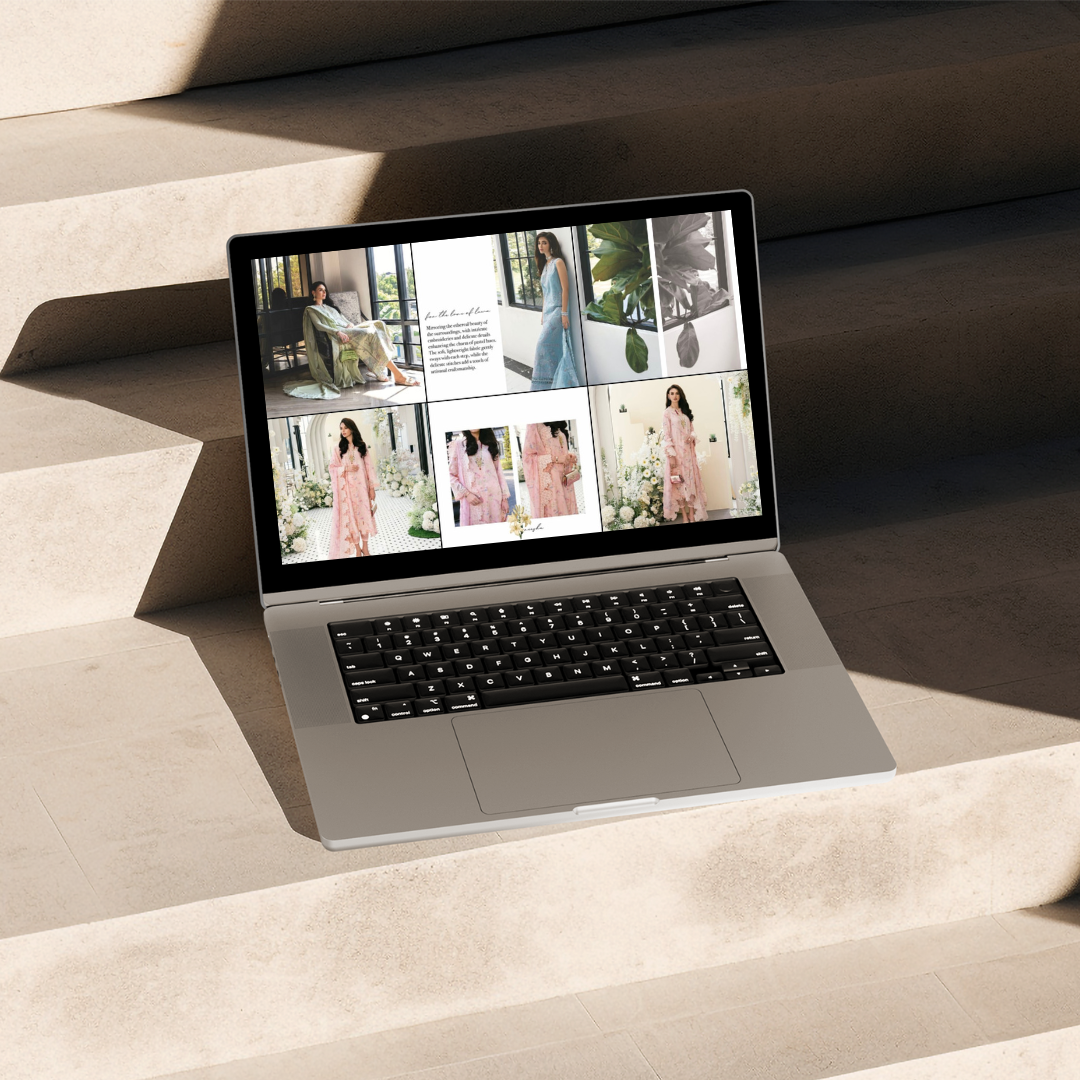 for the love of lawn
Mirroring the ethereal beauty of
the surroundings, with intricate
embroideries and delicate details
enhancing the charm of pastel hues.
The soft, lightweight fabric gently
sways with each step, while the
delicate stitches add a touch of
craftsmanship.
esc
delete
tab Q W E R T Y U I O P { } \
caps lock A S D F G H J K L return
shift Z X C V B N M < > ? / shift
fn control option command command option